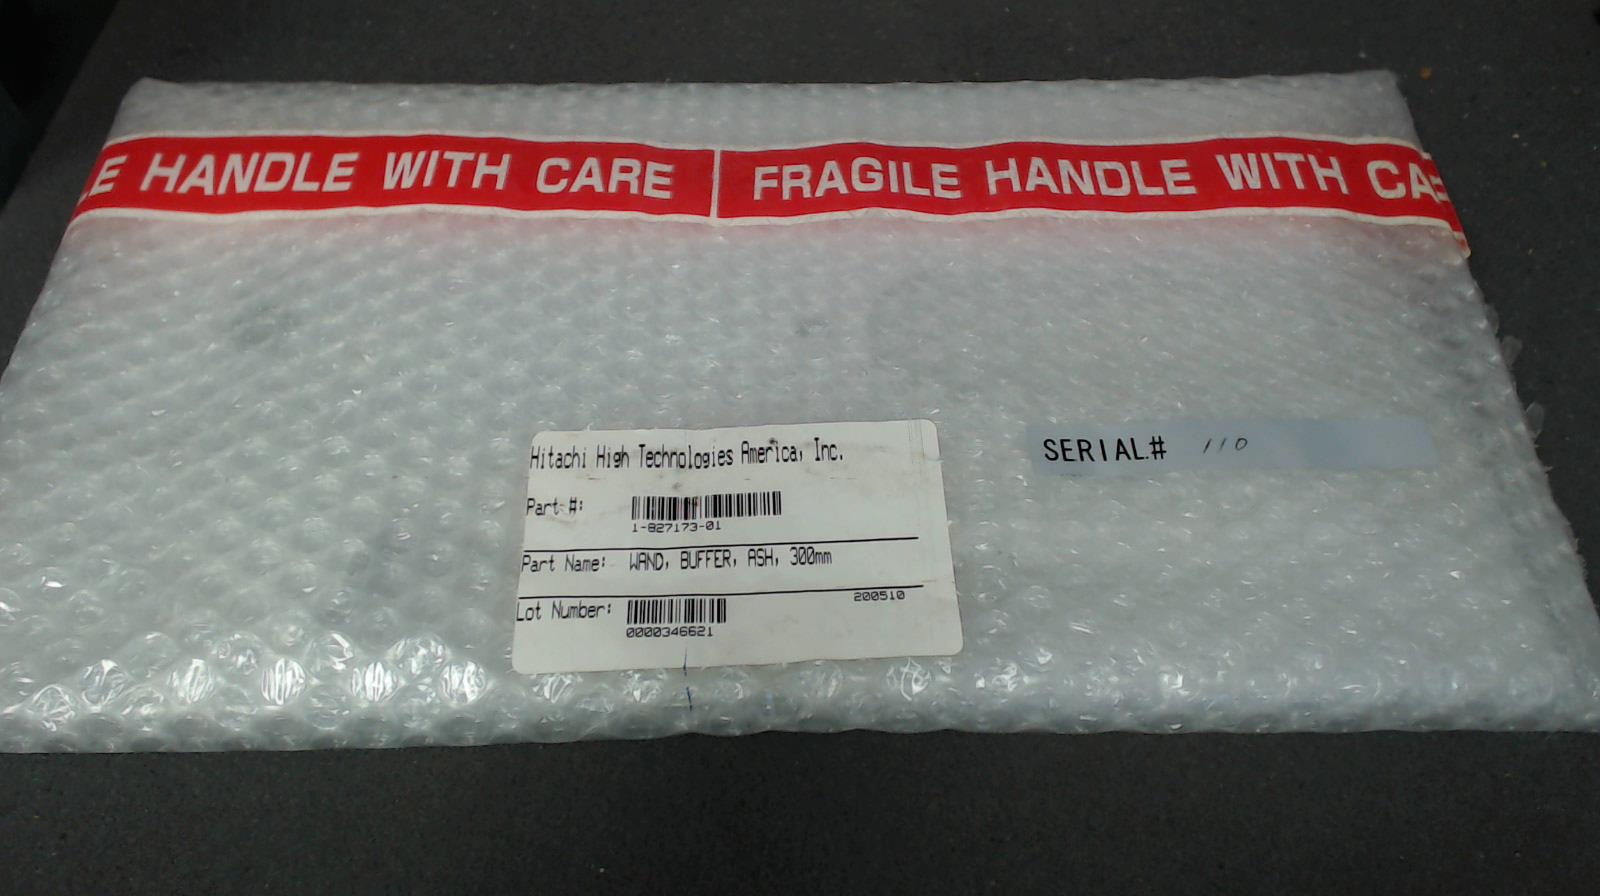 LE HANDLE WITH CARE FRAGILE HANDLE WITH CA
Hitachi High Technologies America, Inc.
Part #:
1-827173-01
Part Name: WAND, BUFFER, ASH, 300mm
200510
Lot Number:
0000346621
SERIAL# 110